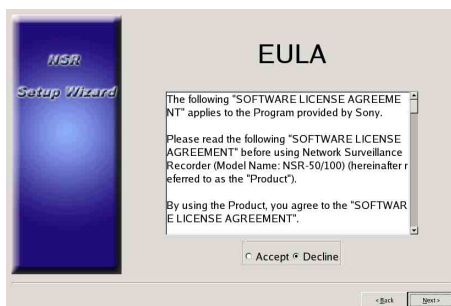 NSR
Setup Wizard
EULA
The following "SOFTWARE LICENSE AGREEME
NT" applies to the Program provided by Sony.
Please read the following "SOFTWARE LICENSE
AGREEMENT" before using Network Surveillance
Recorder (Model Name: NSR-50/100) (hereinafter r
eferred to as the "Product").
By using the Product, you agree to the "SOFTWAR
E LICENSE AGREEMENT".
Accept Decline
< Back Next >